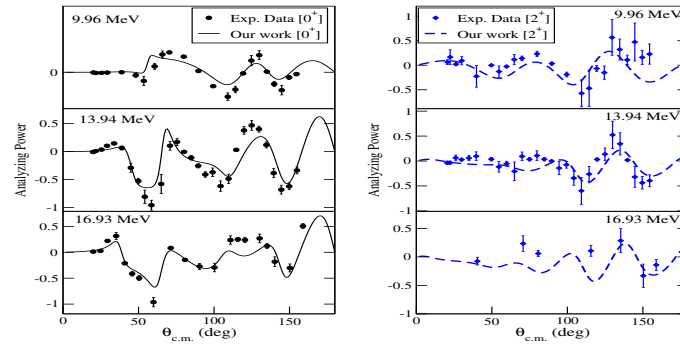 9.96 MeV
Exp. Data [0⁺]
Our work [0⁺]
0
13.94 MeV
0.5
0
-0.5
-1
16.93 MeV
0.5
0
-0.5
-1
0 50 100 150
Θc.m. (deg)
Analyzing Power
9.96 MeV
Exp. Data [2⁺]
Our work [2⁺]
1
0.5
0
-0.5
13.94 MeV
0.5
0
-0.5
-1
16.93 MeV
0.5
0
-0.5
-1
0 50 100 150
Θc.m. (deg)
Analyzing Power